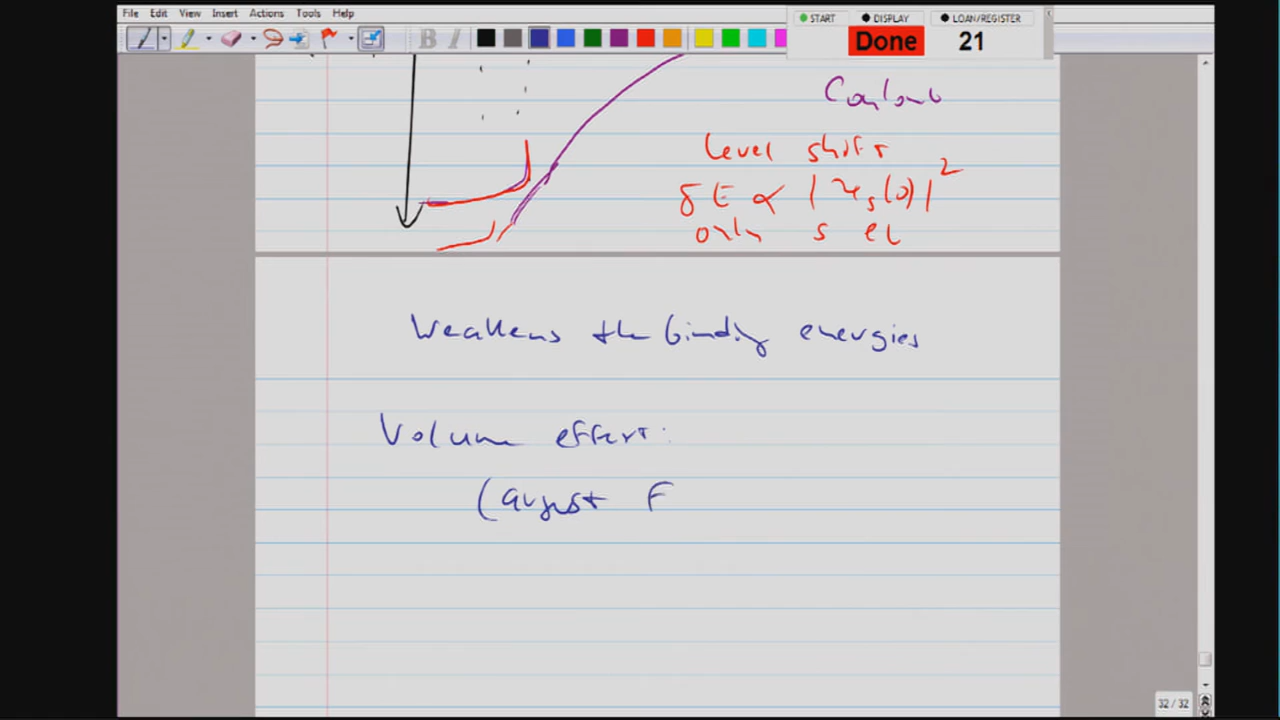 File Edit View Insert Actions Tools Help
START DISPLAY LOAN/REGISTER
Done 21
B I
Coulomb
level shift
δE ∝ |ψs(0)|²
only s el
Weakens the binding energies
Volume effect:
(
F
32/32